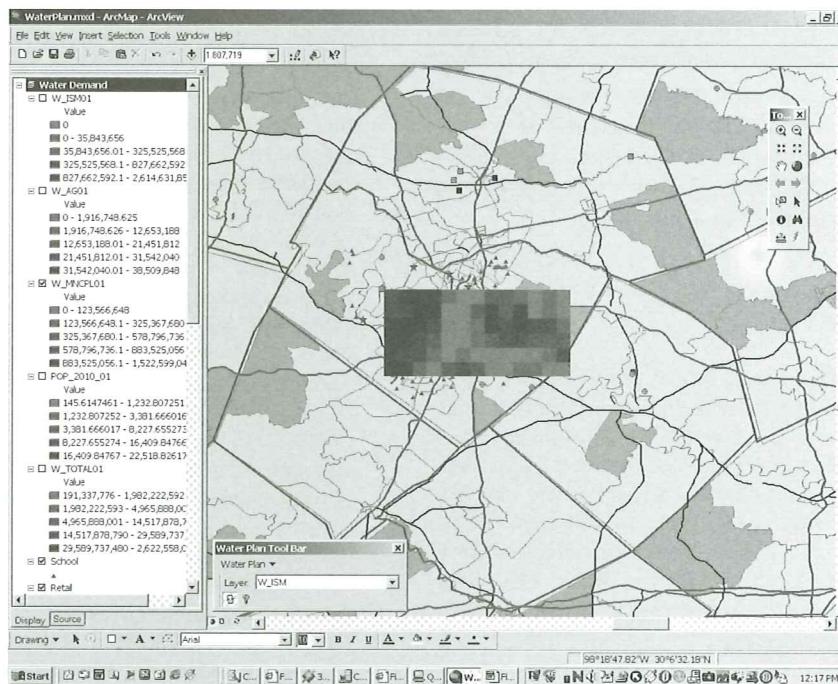 WaterPlan.mxd - ArcMap - ArcView
File Edit View Insert Selection Tools Window Help
1:807,719
Water Demand
W_ISM01
Value
0
0 - 35,843,656
35,843,656.01 - 325,525,568
325,525,568.1 - 827,662,592
827,662,592.1 - 2,614,631,85
W_AG01
Value
0 - 1,916,748.625
1,916,748.626 - 12,653,188
12,653,188.01 - 21,451,812
21,451,812.01 - 31,542,040
31,542,040.01 - 38,509,848
W_MNCPL01
Value
0 - 123,566,648
123,566,648.1 - 325,367,680
325,367,680.1 - 578,796,736
578,796,736.1 - 883,525,056
883,525,056.1 - 1,522,599,04
POP_2010_01
Value
145.6147461 - 1,232.807251
1,232.807252 - 3,381.666016
3,381.666017 - 8,227.655273
8,227.655274 - 16,409.84766
16,409.84767 - 22,518.82617
W_TOTAL01
Value
191,337,776 - 1,982,222,592
1,982,222,593 - 4,965,888,00
4,965,888,001 - 14,517,878,7
14,517,878,790 - 29,589,737
29,589,737,480 - 2,622,558,0
School
Retail
Display Source
To...
Water Plan Tool Bar
Water Plan
Layer: W_ISM
Drawing A Arial 10 B I U A
98°18'47.82"W 30°6'32.18"N
Start C... F... 3... C... R... Q... W... Fl... 12:17 PM